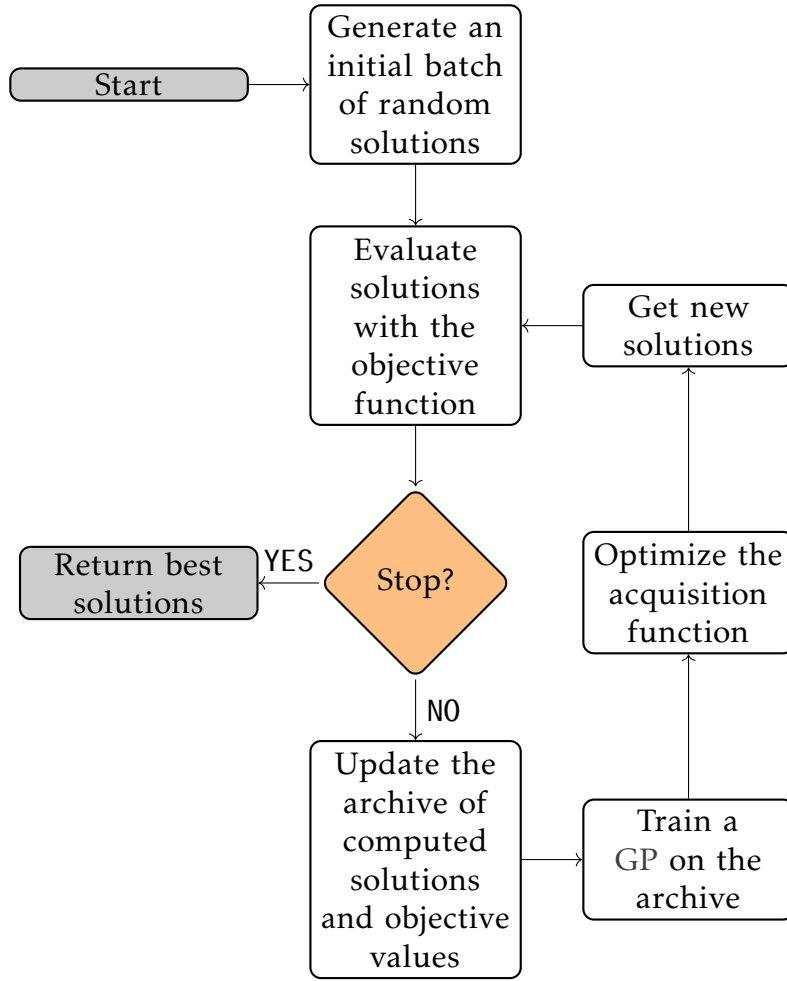 Start
Generate an
initial batch
of random
solutions
Evaluate
solutions
with the
objective
function
Get new
solutions
Stop?
YES
Return best
solutions
Optimize the
acquisition
function
NO
Update the
archive of
computed
solutions
and objective
values
Train a
GP on the
archive